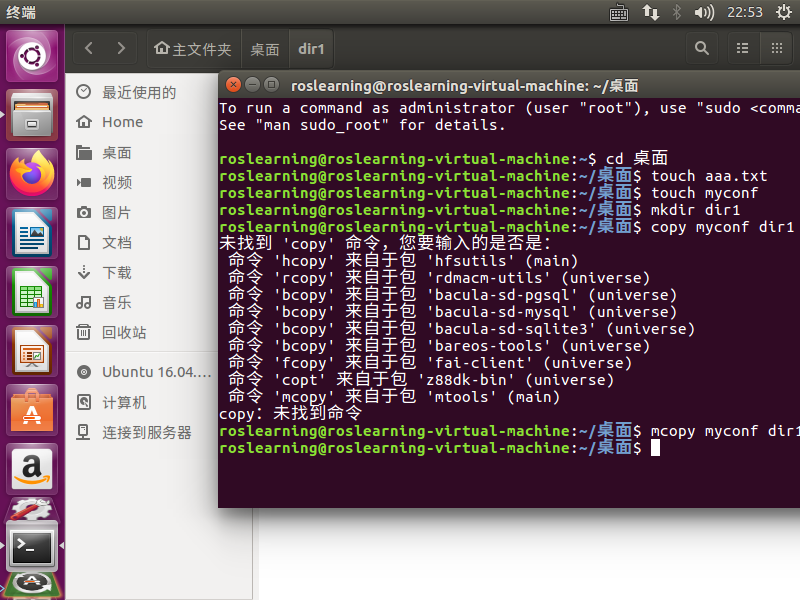 终端
22:53
主文件夹
桌面
dir1
最近使用的
Home
桌面
视频
图片
文档
下载
音乐
回收站
Ubuntu 16.04....
计算机
连接到服务器
roslearning@roslearning-virtual-machine: ~/桌面
To run a command as administrator (user "root"), use "sudo <comma
See "man sudo_root" for details.
roslearning@roslearning-virtual-machine:~$ cd 桌面
roslearning@roslearning-virtual-machine:~/桌面$ touch aaa.txt
roslearning@roslearning-virtual-machine:~/桌面$ touch myconf
roslearning@roslearning-virtual-machine:~/桌面$ mkdir dir1
roslearning@roslearning-virtual-machine:~/桌面$ copy myconf dir1
未找到 'copy' 命令，您要输入的是否是：
命令 'hcopy' 来自于包 'hfsutils' (main)
命令 'rcopy' 来自于包 'rdmacm-utils' (universe)
命令 'bcopy' 来自于包 'bacula-sd-pgsql' (universe)
命令 'bcopy' 来自于包 'bacula-sd-mysql' (universe)
命令 'bcopy' 来自于包 'bacula-sd-sqlite3' (universe)
命令 'bcopy' 来自于包 'bareos-tools' (universe)
命令 'fcopy' 来自于包 'fai-client' (universe)
命令 'copt' 来自于包 'z88dk-bin' (universe)
命令 'mcopy' 来自于包 'mtools' (main)
copy：未找到命令
roslearning@roslearning-virtual-machine:~/桌面$ mcopy myconf dir1
roslearning@roslearning-virtual-machine:~/桌面$